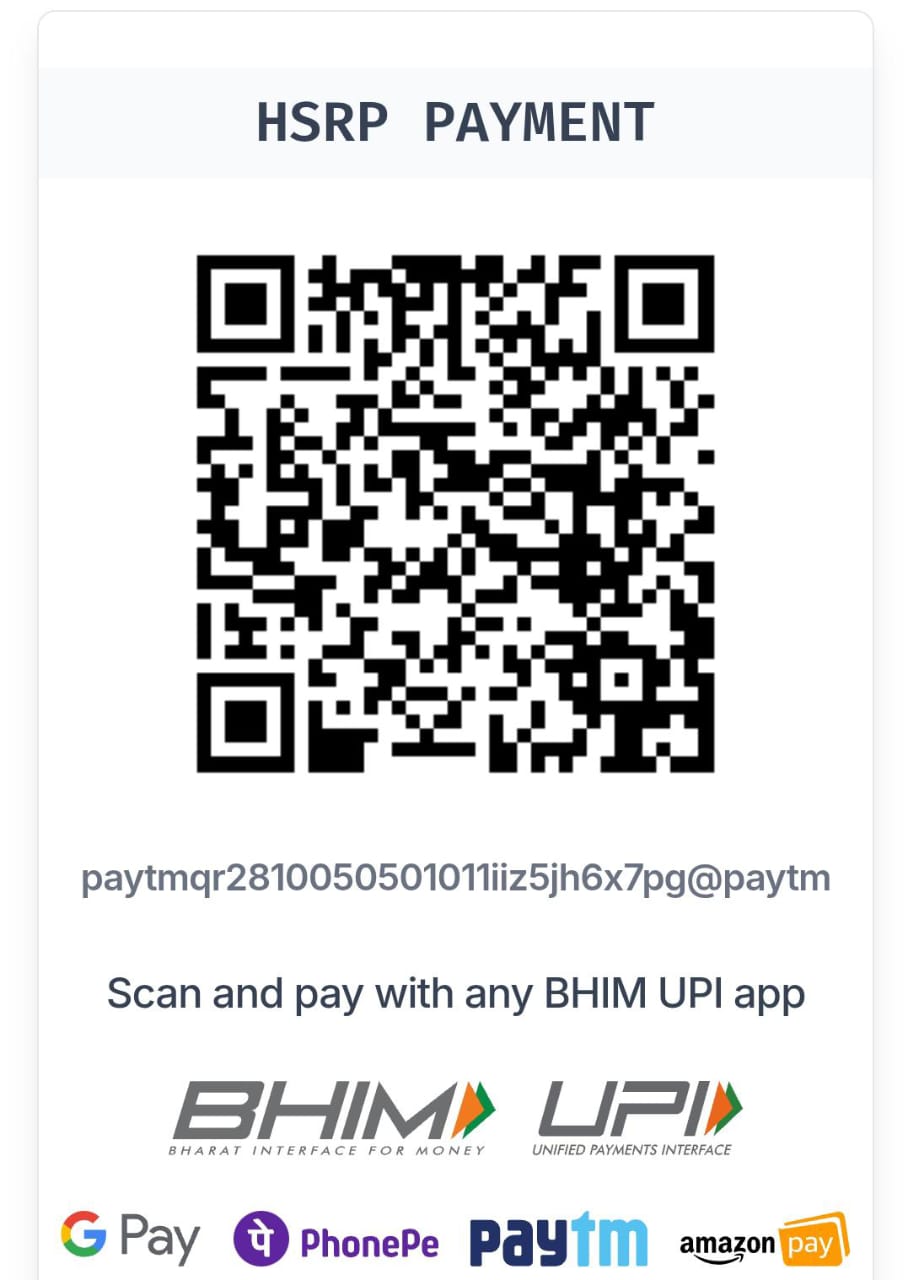 HSRP PAYMENT
paytmqr2810050501011iiz5jh6x7pg@paytm
Scan and pay with any BHIM UPI app
BHIM UPI
BHARAT INTERFACE FOR MONEY UNIFIED PAYMENTS INTERFACE
G Pay पे PhonePe paytm amazon pay